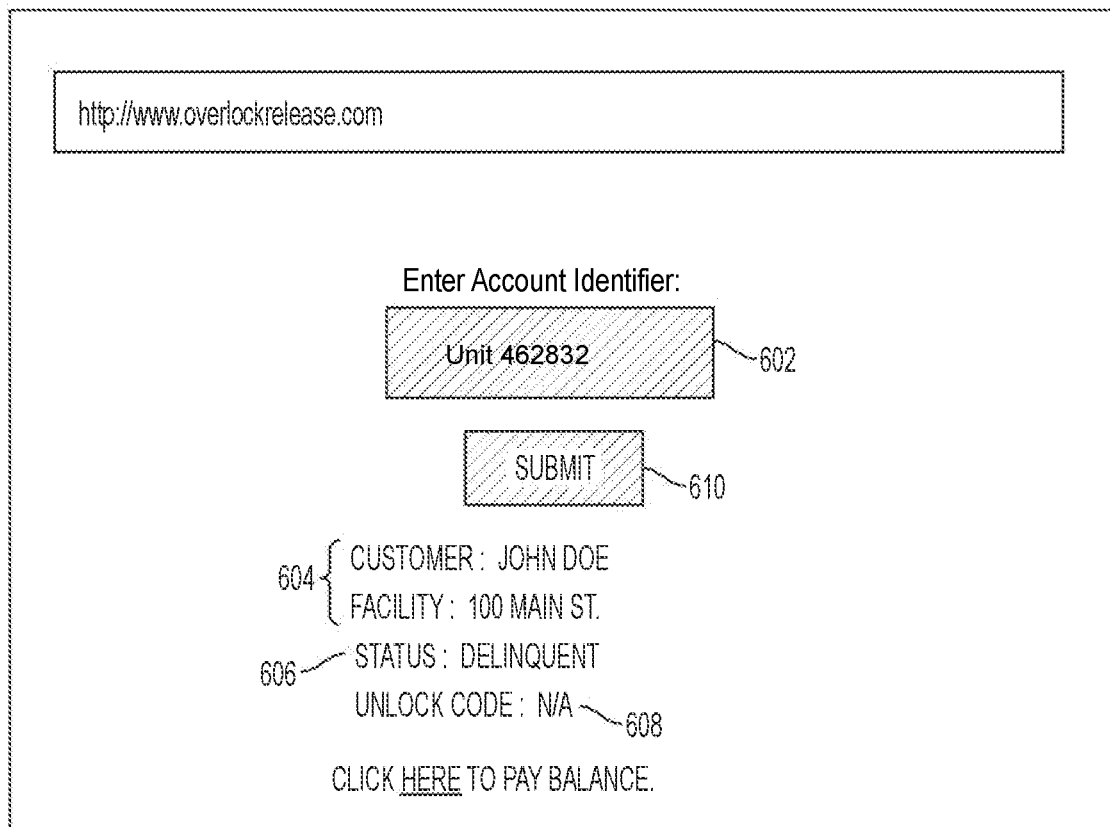 http://www.overlockrelease.com
Enter Account Identifier:
Unit 462832
602
SUBMIT
610
604
CUSTOMER : JOHN DOE
FACILITY : 100 MAIN ST.
606
STATUS : DELINQUENT
UNLOCK CODE : N/A
608
CLICK HERE TO PAY BALANCE.